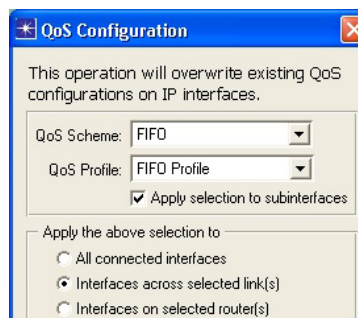 QoS Configuration
This operation will overwrite existing QoS
configurations on IP interfaces.
QoS Scheme: FIFO
QoS Profile: FIFO Profile
Apply selection to subinterfaces
Apply the above selection to
All connected interfaces
Interfaces across selected link(s)
Interfaces on selected router(s)